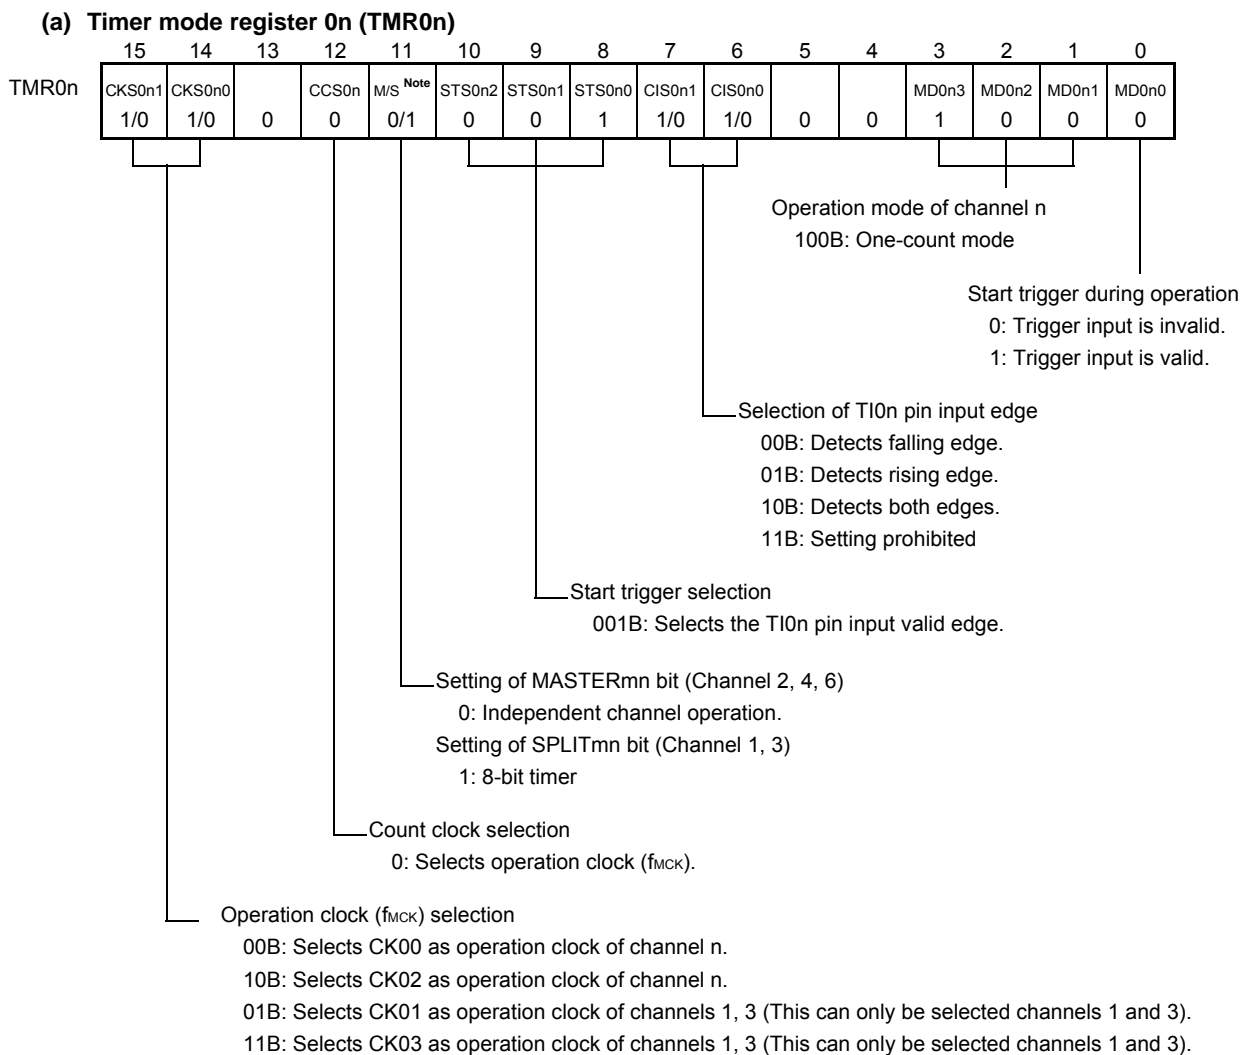 (a) Timer mode register 0n (TMR0n)
15 14 13 12 11 10 9 8 7 6 5 4 3 2 1 0
TMR0n CKS0n1 CKS0n0 CCS0n M/S Note STS0n2 STS0n1 STS0n0 CIS0n1 CIS0n0 MD0n3 MD0n2 MD0n1 MD0n0
1/0 1/0 0 0 0/1 0 0 1 1/0 1/0 0 0 1 0 0 0
Operation mode of channel n
100B: One-count mode
Start trigger during operation
0: Trigger input is invalid.
1: Trigger input is valid.
Selection of TI0n pin input edge
00B: Detects falling edge.
01B: Detects rising edge.
10B: Detects both edges.
11B: Setting prohibited
Start trigger selection
001B: Selects the TI0n pin input valid edge.
Setting of MASTERmn bit (Channel 2, 4, 6)
0: Independent channel operation.
Setting of SPLITmn bit (Channel 1, 3)
1: 8-bit timer
Count clock selection
0: Selects operation clock (fMCK).
Operation clock (fMCK) selection
00B: Selects CK00 as operation clock of channel n.
10B: Selects CK02 as operation clock of channel n.
01B: Selects CK01 as operation clock of channels 1, 3 (This can only be selected channels 1 and 3).
11B: Selects CK03 as operation clock of channels 1, 3 (This can only be selected channels 1 and 3).